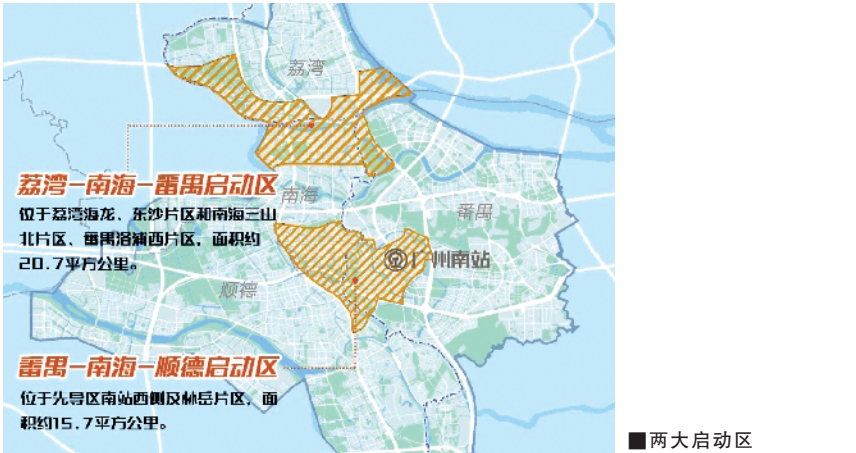 荔湾
荔湾-南海-番禺启动区
位于荔湾海龙、东沙片区和南海三山
北片区、番禺洛浦西片区，面积约
20.7平方公里。
南海
番禺
广州南站
顺德
番禺-南海-顺德启动区
位于先导区南站西侧及林岳片区，面
积约15.7平方公里。
■两大启动区